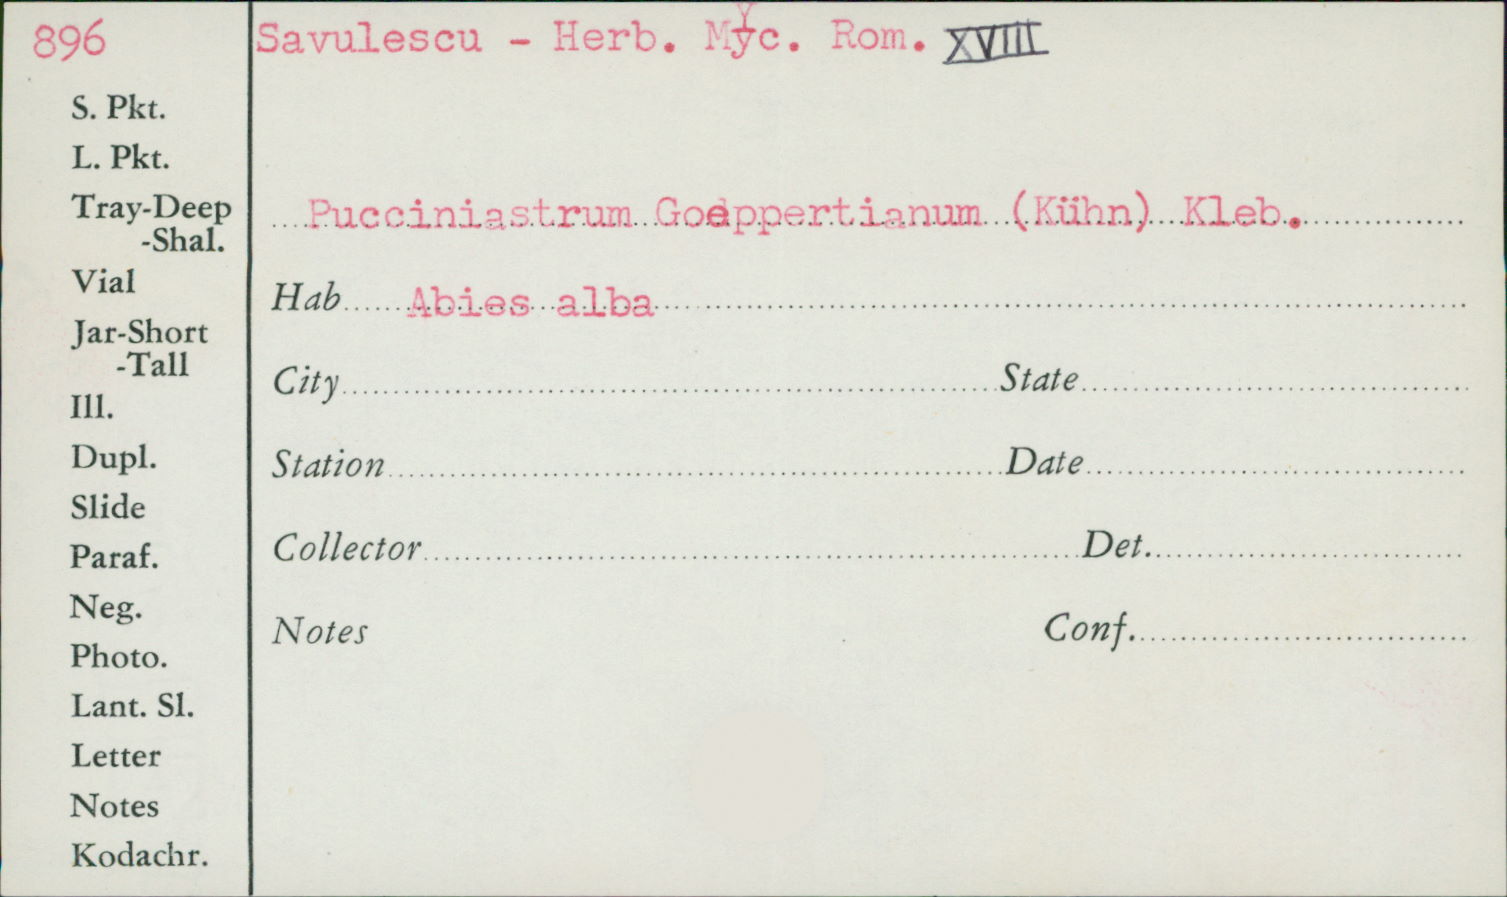 896 Savulescu - Herb. Myc. Rom. XVIII
S. Pkt.
L. Pkt.
Tray-Deep
-Shal.
Pucciniastrum Goeppertianum (Kühn) Kleb.
Vial
Hab Abies alba
Jar-Short
-Tall
City State
Ill.
Dupl.
Station Date
Slide
Paraf.
Collector Det.
Neg.
Notes Conf.
Photo.
Lant. Sl.
Letter
Notes
Kodachr.